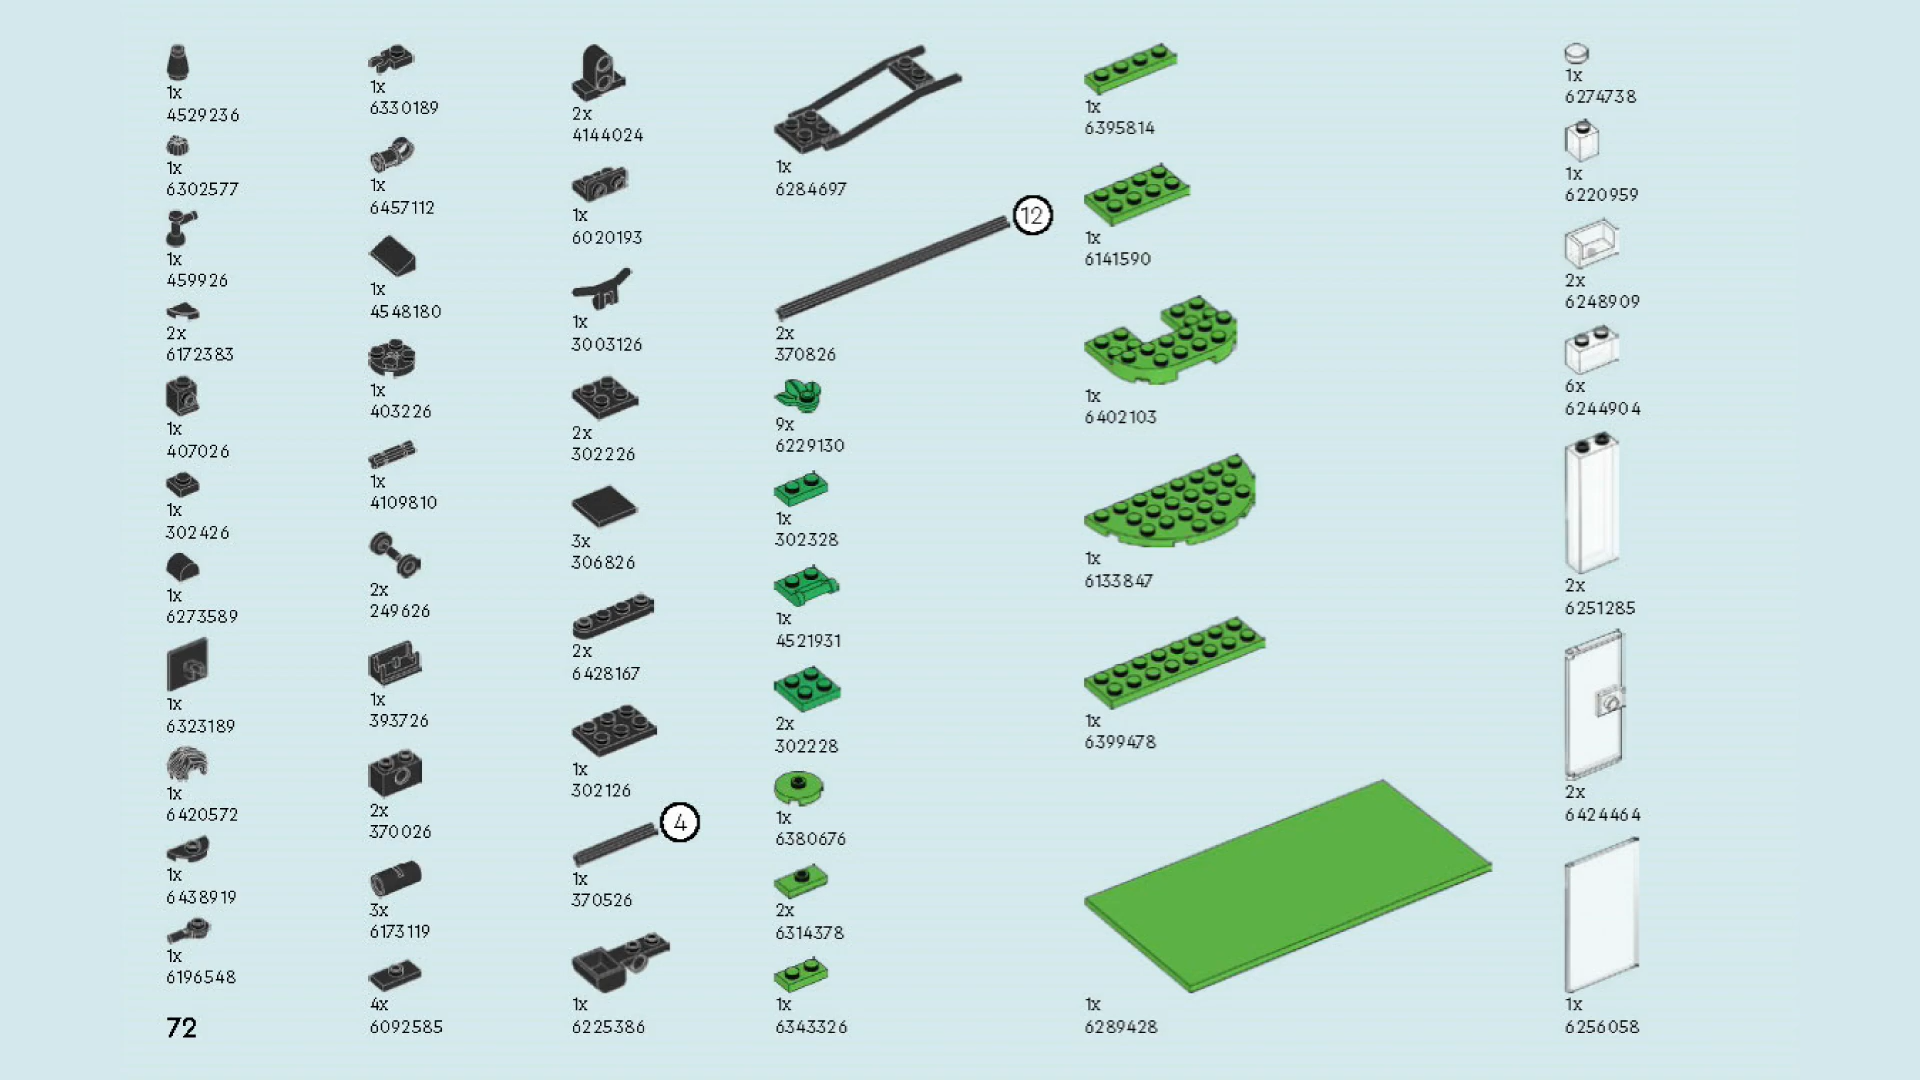 1x
4529236
1x
6302577
1x
459926
2x
6172383
1x
407026
1x
302426
1x
6273589
1x
6323189
1x
6420572
1x
6438919
1x
6196548
72
1x
6330189
1x
6457112
1x
4548180
1x
403226
1x
4109810
2x
249626
1x
393726
2x
370026
3x
6173119
4x
6092585
2x
4144024
1x
6020193
1x
3003126
2x
302226
3x
306826
2x
6428167
1x
302126
4
1x
370526
1x
6225386
1x
6284697
12
2x
370826
9x
6229130
1x
302328
1x
4521931
2x
302228
1x
6380676
2x
6314378
1x
6343326
1x
6395814
1x
6141590
1x
6402103
1x
6133847
1x
6399478
1x
6289428
1x
6274738
1x
6220959
2x
6248909
6x
6244904
2x
6251285
2x
6424464
1x
6256058